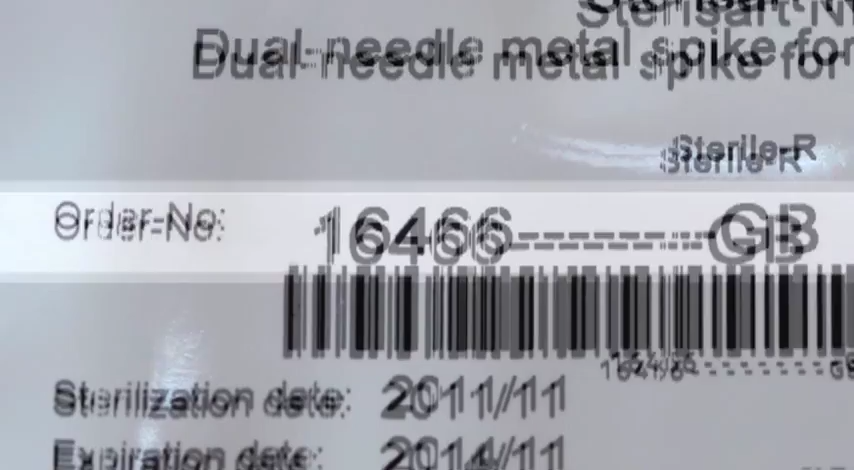 Sterisart N
Dual-needle metal spike for
Sterile-R
Order-No: 16466----------GB
Sterilization date: 2011/11
Expiration date: 2014/11